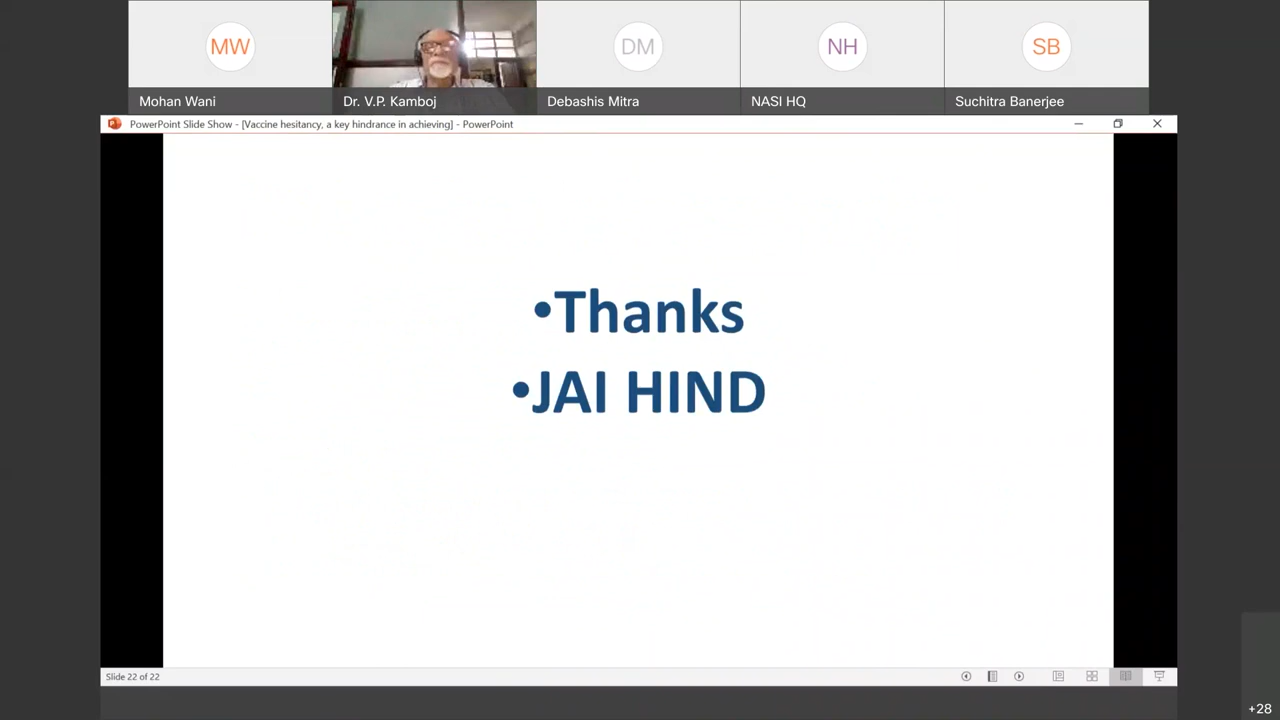 MW
DM
NH
SB
Mohan Wani
Dr. V.P. Kamboj
Debashis Mitra
NASI HQ
Suchitra Banerjee
PowerPoint Slide Show - [Vaccine hesitancy, a key hindrance in achieving] - PowerPoint
•Thanks
•JAI HIND
Slide 22 of 22
+28